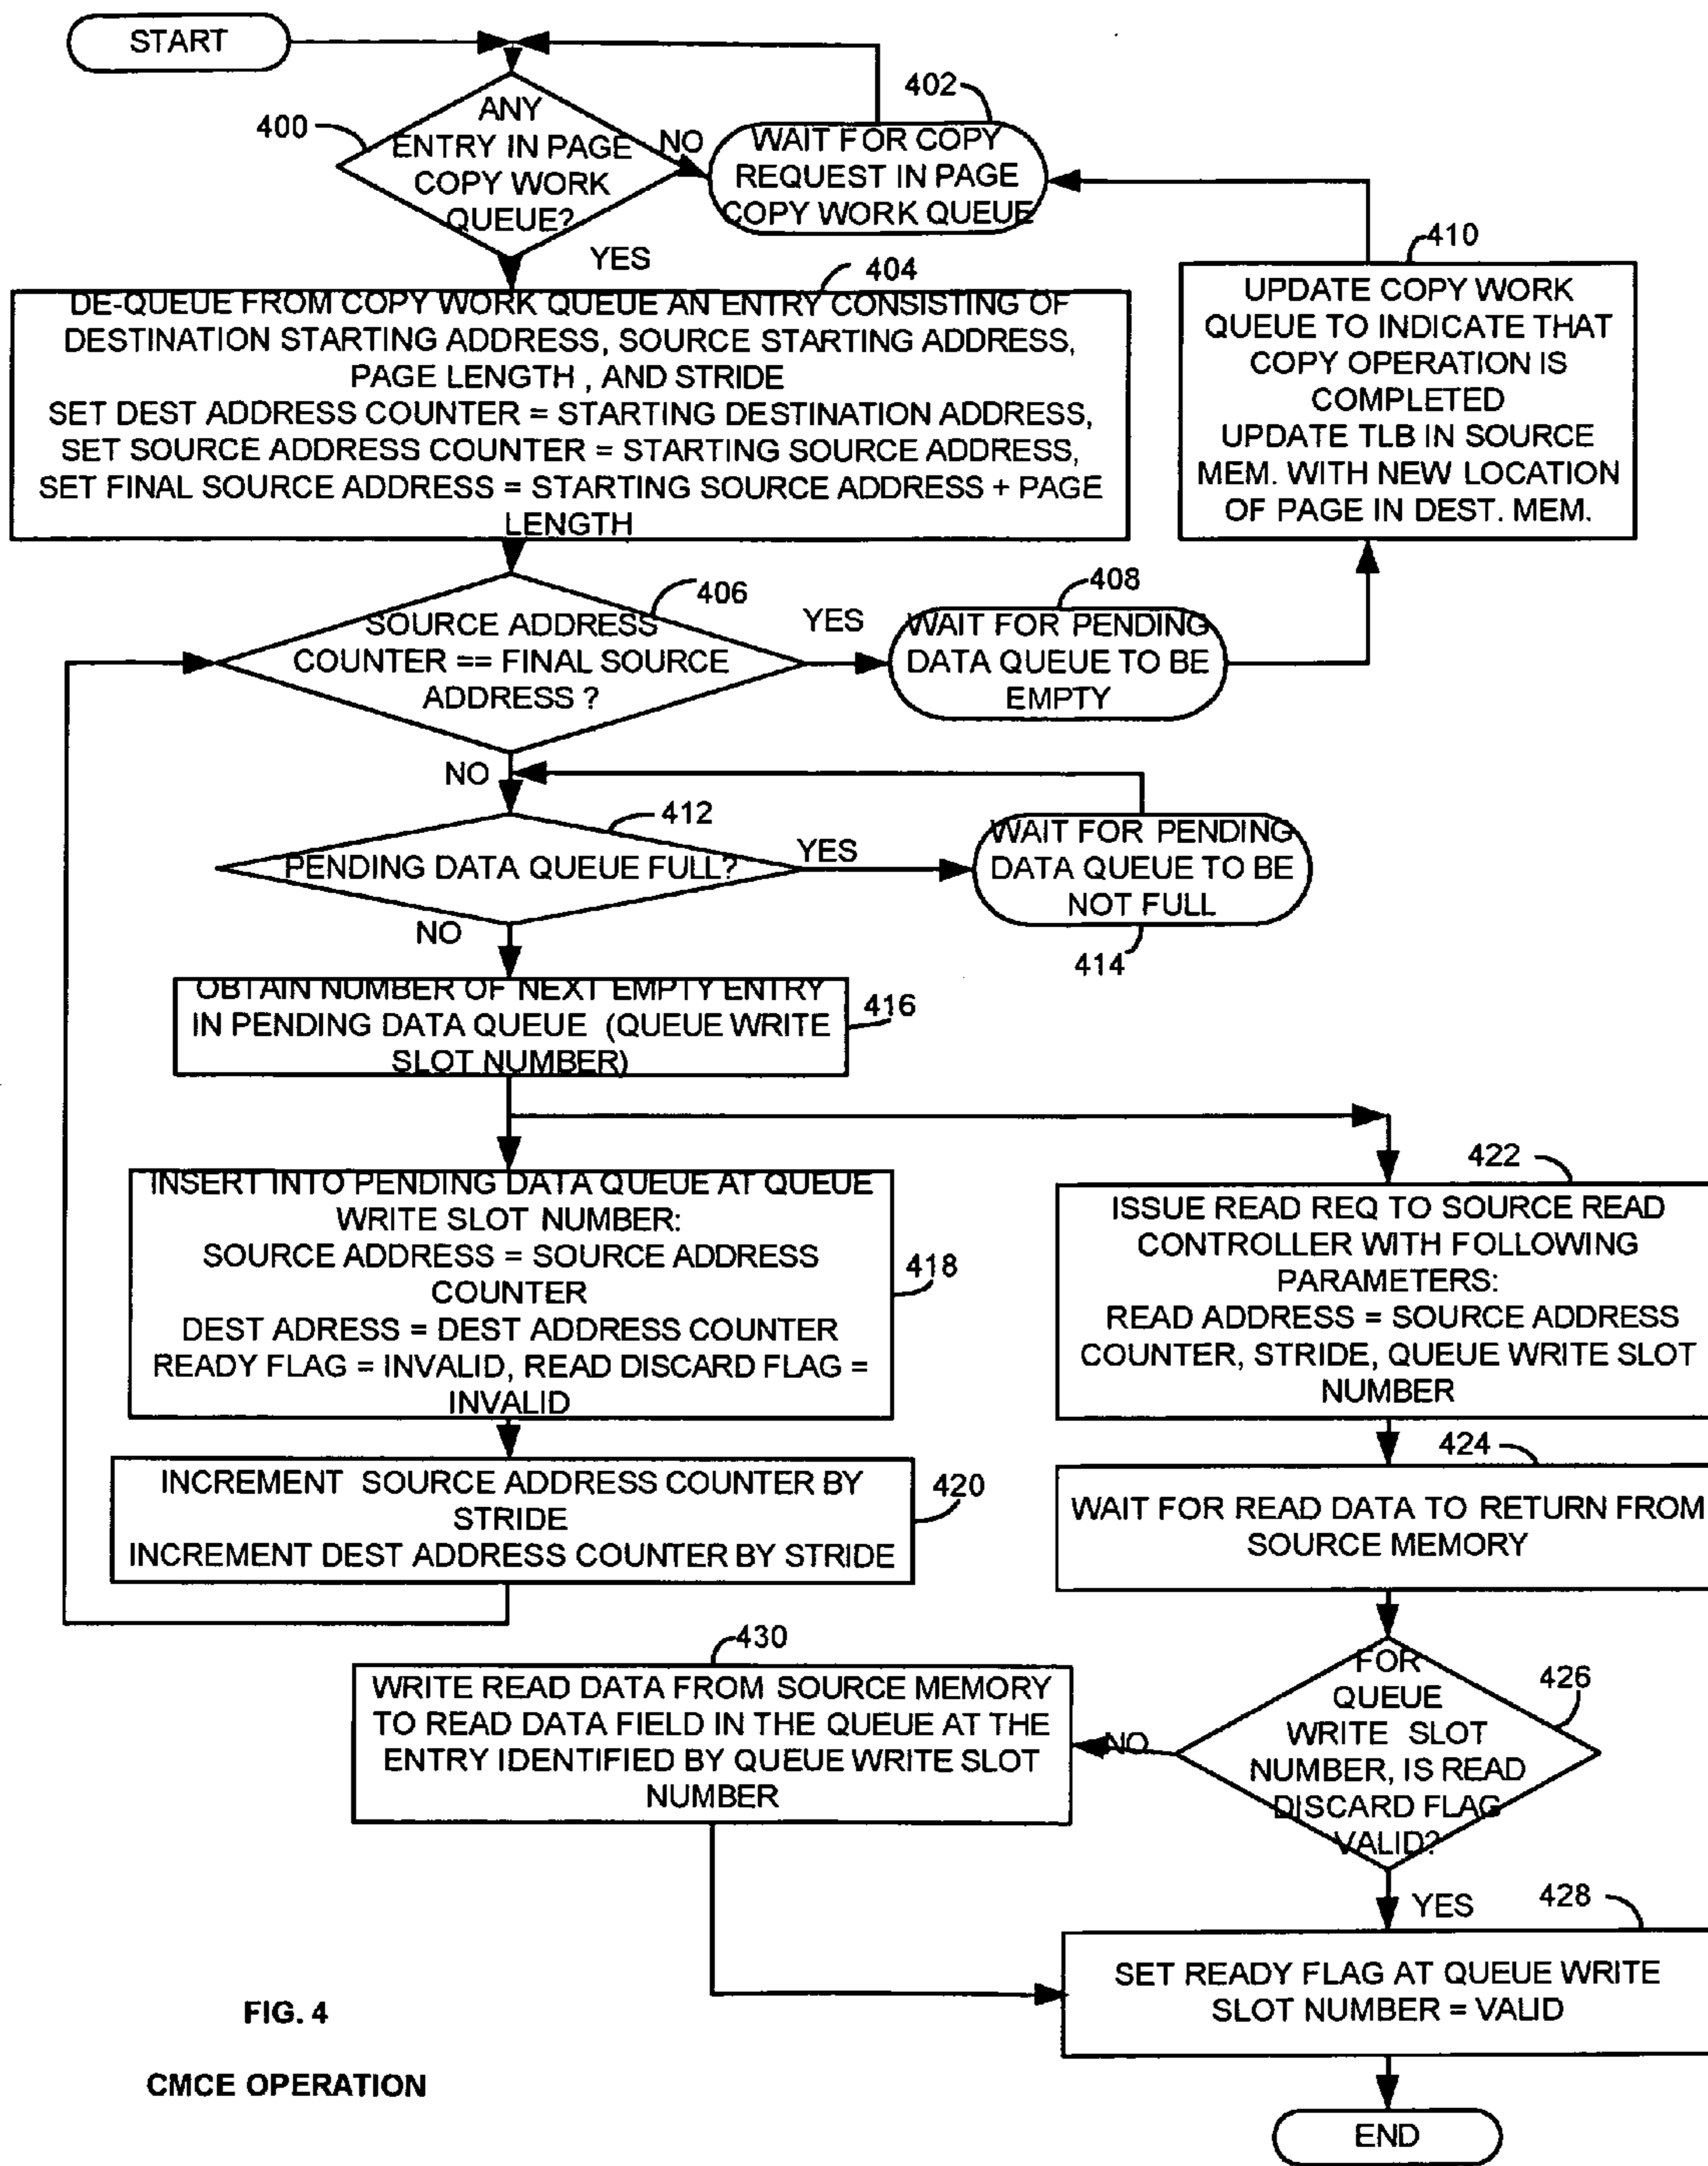 START
400
ANY
ENTRY IN PAGE
COPY WORK
QUEUE?
NO
402
WAIT FOR COPY
REQUEST IN PAGE
COPY WORK QUEUE
YES
404
DE-QUEUE FROM COPY WORK QUEUE AN ENTRY CONSISTING OF
DESTINATION STARTING ADDRESS, SOURCE STARTING ADDRESS,
PAGE LENGTH , AND STRIDE
SET DEST ADDRESS COUNTER = STARTING DESTINATION ADDRESS,
SET SOURCE ADDRESS COUNTER = STARTING SOURCE ADDRESS,
SET FINAL SOURCE ADDRESS = STARTING SOURCE ADDRESS + PAGE
LENGTH
410
UPDATE COPY WORK
QUEUE TO INDICATE THAT
COPY OPERATION IS
COMPLETED
UPDATE TLB IN SOURCE
MEM. WITH NEW LOCATION
OF PAGE IN DEST. MEM.
406
SOURCE ADDRESS
COUNTER == FINAL SOURCE
ADDRESS ?
YES
408
WAIT FOR PENDING
DATA QUEUE TO BE
EMPTY
NO
412
PENDING DATA QUEUE FULL?
YES
WAIT FOR PENDING
DATA QUEUE TO BE
NOT FULL
414
NO
OBTAIN NUMBER OF NEXT EMPTY ENTRY
IN PENDING DATA QUEUE (QUEUE WRITE
SLOT NUMBER)
416
INSERT INTO PENDING DATA QUEUE AT QUEUE
WRITE SLOT NUMBER:
SOURCE ADDRESS = SOURCE ADDRESS
COUNTER
DEST ADRESS = DEST ADDRESS COUNTER
READY FLAG = INVALID, READ DISCARD FLAG =
INVALID
418
422
ISSUE READ REQ TO SOURCE READ
CONTROLLER WITH FOLLOWING
PARAMETERS:
READ ADDRESS = SOURCE ADDRESS
COUNTER, STRIDE, QUEUE WRITE SLOT
NUMBER
INCREMENT SOURCE ADDRESS COUNTER BY
STRIDE
INCREMENT DEST ADDRESS COUNTER BY STRIDE
420
424
WAIT FOR READ DATA TO RETURN FROM
SOURCE MEMORY
430
WRITE READ DATA FROM SOURCE MEMORY
TO READ DATA FIELD IN THE QUEUE AT THE
ENTRY IDENTIFIED BY QUEUE WRITE SLOT
NUMBER
NO
FOR
QUEUE
WRITE SLOT
NUMBER, IS READ
DISCARD FLAG
VALID?
426
YES
428
SET READY FLAG AT QUEUE WRITE
SLOT NUMBER = VALID
END
FIG. 4
CMCE OPERATION